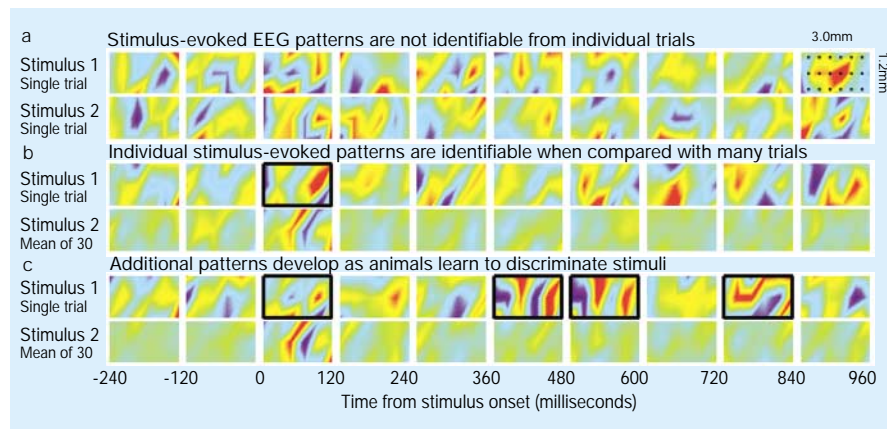 a
Stimulus-evoked EEG patterns are not identifiable from individual trials
3.0mm
1.2mm
Stimulus 1
Single trial
Stimulus 2
Single trial
b
Individual stimulus-evoked patterns are identifiable when compared with many trials
Stimulus 1
Single trial
Stimulus 2
Mean of 30
c
Additional patterns develop as animals learn to discriminate stimuli
Stimulus 1
Single trial
Stimulus 2
Mean of 30
-240 -120 0 120 240 360 480 600 720 840 960
Time from stimulus onset (milliseconds)